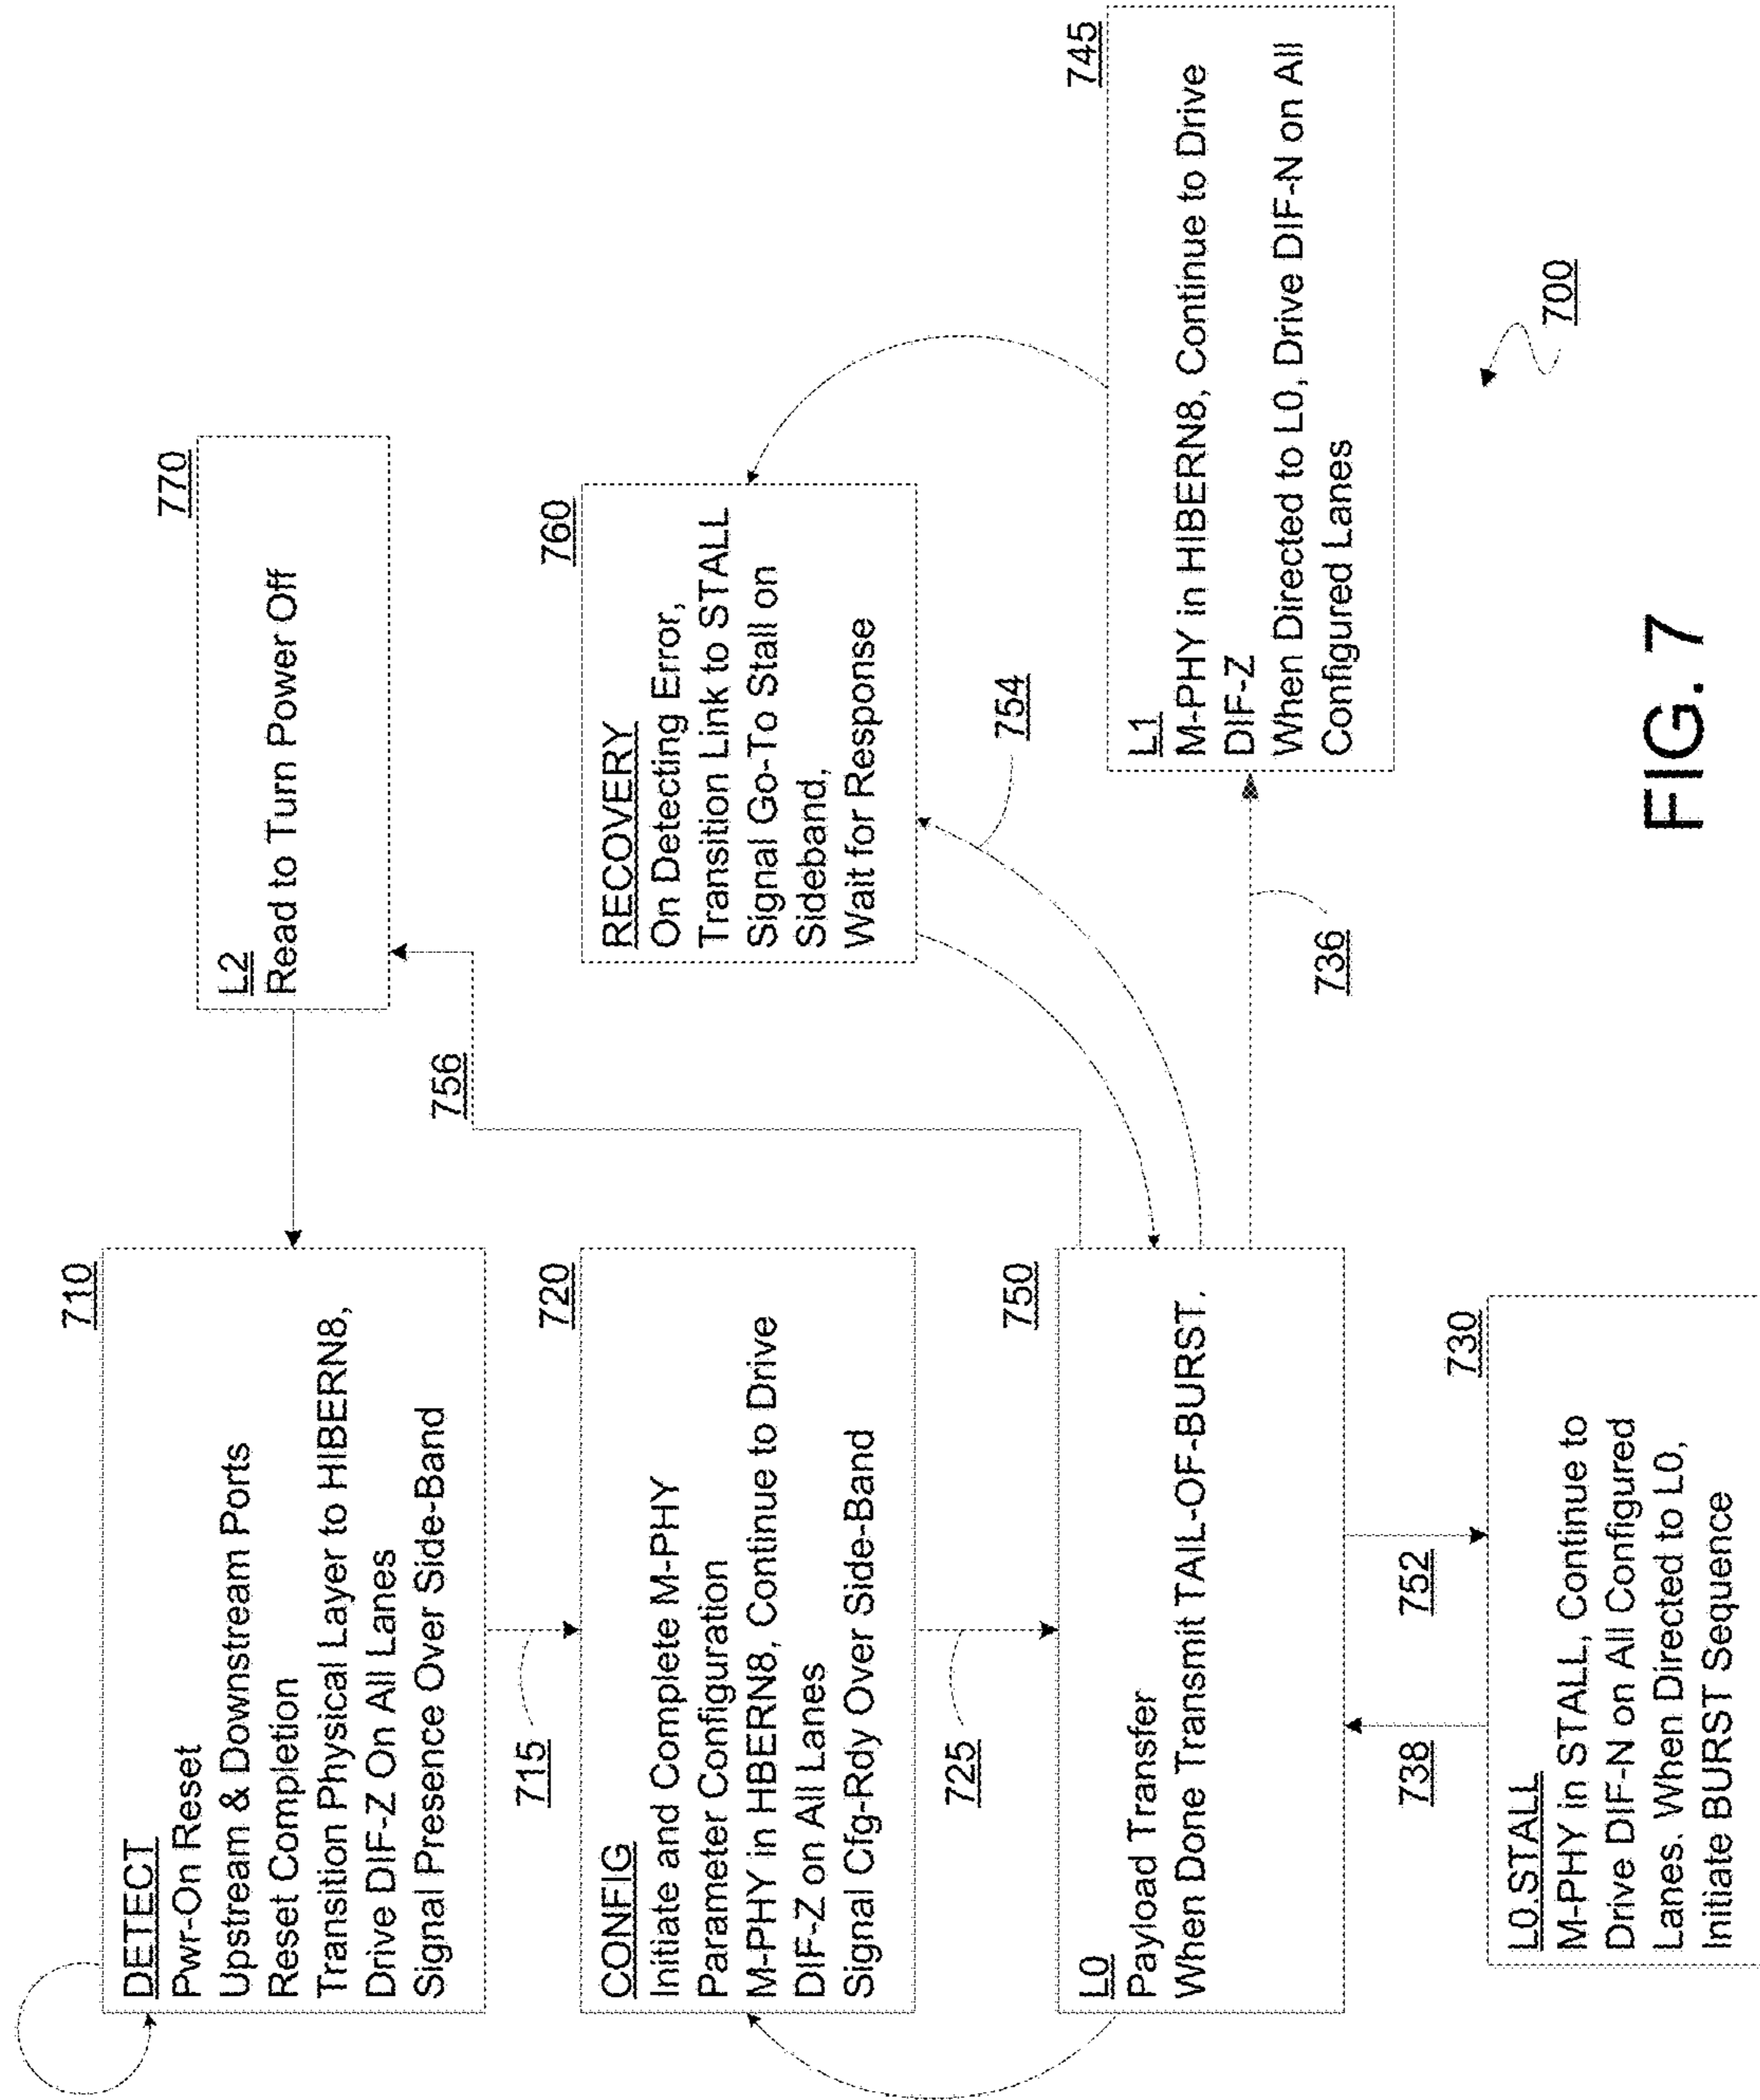 710
DETECT
Pwr-On Reset
Upstream & Downstream Ports
Reset Completion
Transition Physical Layer to HIBERN8,
Drive DIF-Z On All Lanes
Signal Presence Over Side-Band
770
L2
Read to Turn Power Off
715
756
720
CONFIG
Initiate and Complete M-PHY
Parameter Configuration
M-PHY in HBERN8, Continue to Drive
DIF-Z on All Lanes
Signal Cfg-Rdy Over Side-Band
760
RECOVERY
On Detecting Error,
Transition Link to STALL
Signal Go-To Stall on
Sideband,
Wait for Response
725
754
750
L0
Payload Transfer
When Done Transmit TAIL-OF-BURST.
736
745
L1
M-PHY in HIBERN8, Continue to Drive
DIF-Z
When Directed to L0, Drive DIF-N on All
Configured Lanes
738
752
730
L0.STALL
M-PHY in STALL, Continue to
Drive DIF-N on All Configured
Lanes. When Directed to L0,
Initiate BURST Sequence
700
FIG. 7